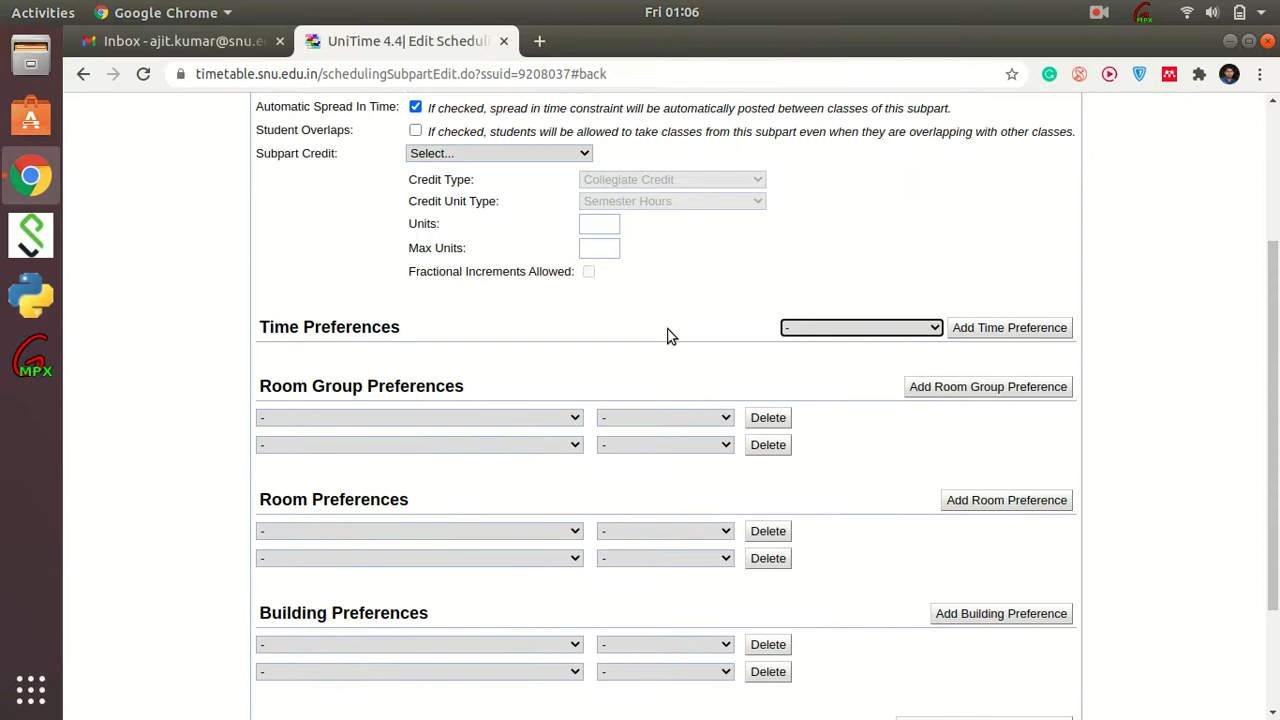 Activities Google Chrome Fri 01:06
Inbox - ajit.kumar@snu.e UniTime 4.4| Edit Scheduli
timetable.snu.edu.in/schedulingSubpartEdit.do?ssuid=9208037#back
Automatic Spread In Time: If checked, spread in time constraint will be automatically posted between classes of this subpart.
Student Overlaps: If checked, students will be allowed to take classes from this subpart even when they are overlapping with other classes.
Subpart Credit: Select...
Credit Type: Collegiate Credit
Credit Unit Type: Semester Hours
Units:
Max Units:
Fractional Increments Allowed:
Time Preferences - Add Time Preference
Room Group Preferences Add Room Group Preference
- - Delete
- - Delete
Room Preferences Add Room Preference
- - Delete
- - Delete
Building Preferences Add Building Preference
- - Delete
- - Delete
MPX
MPX